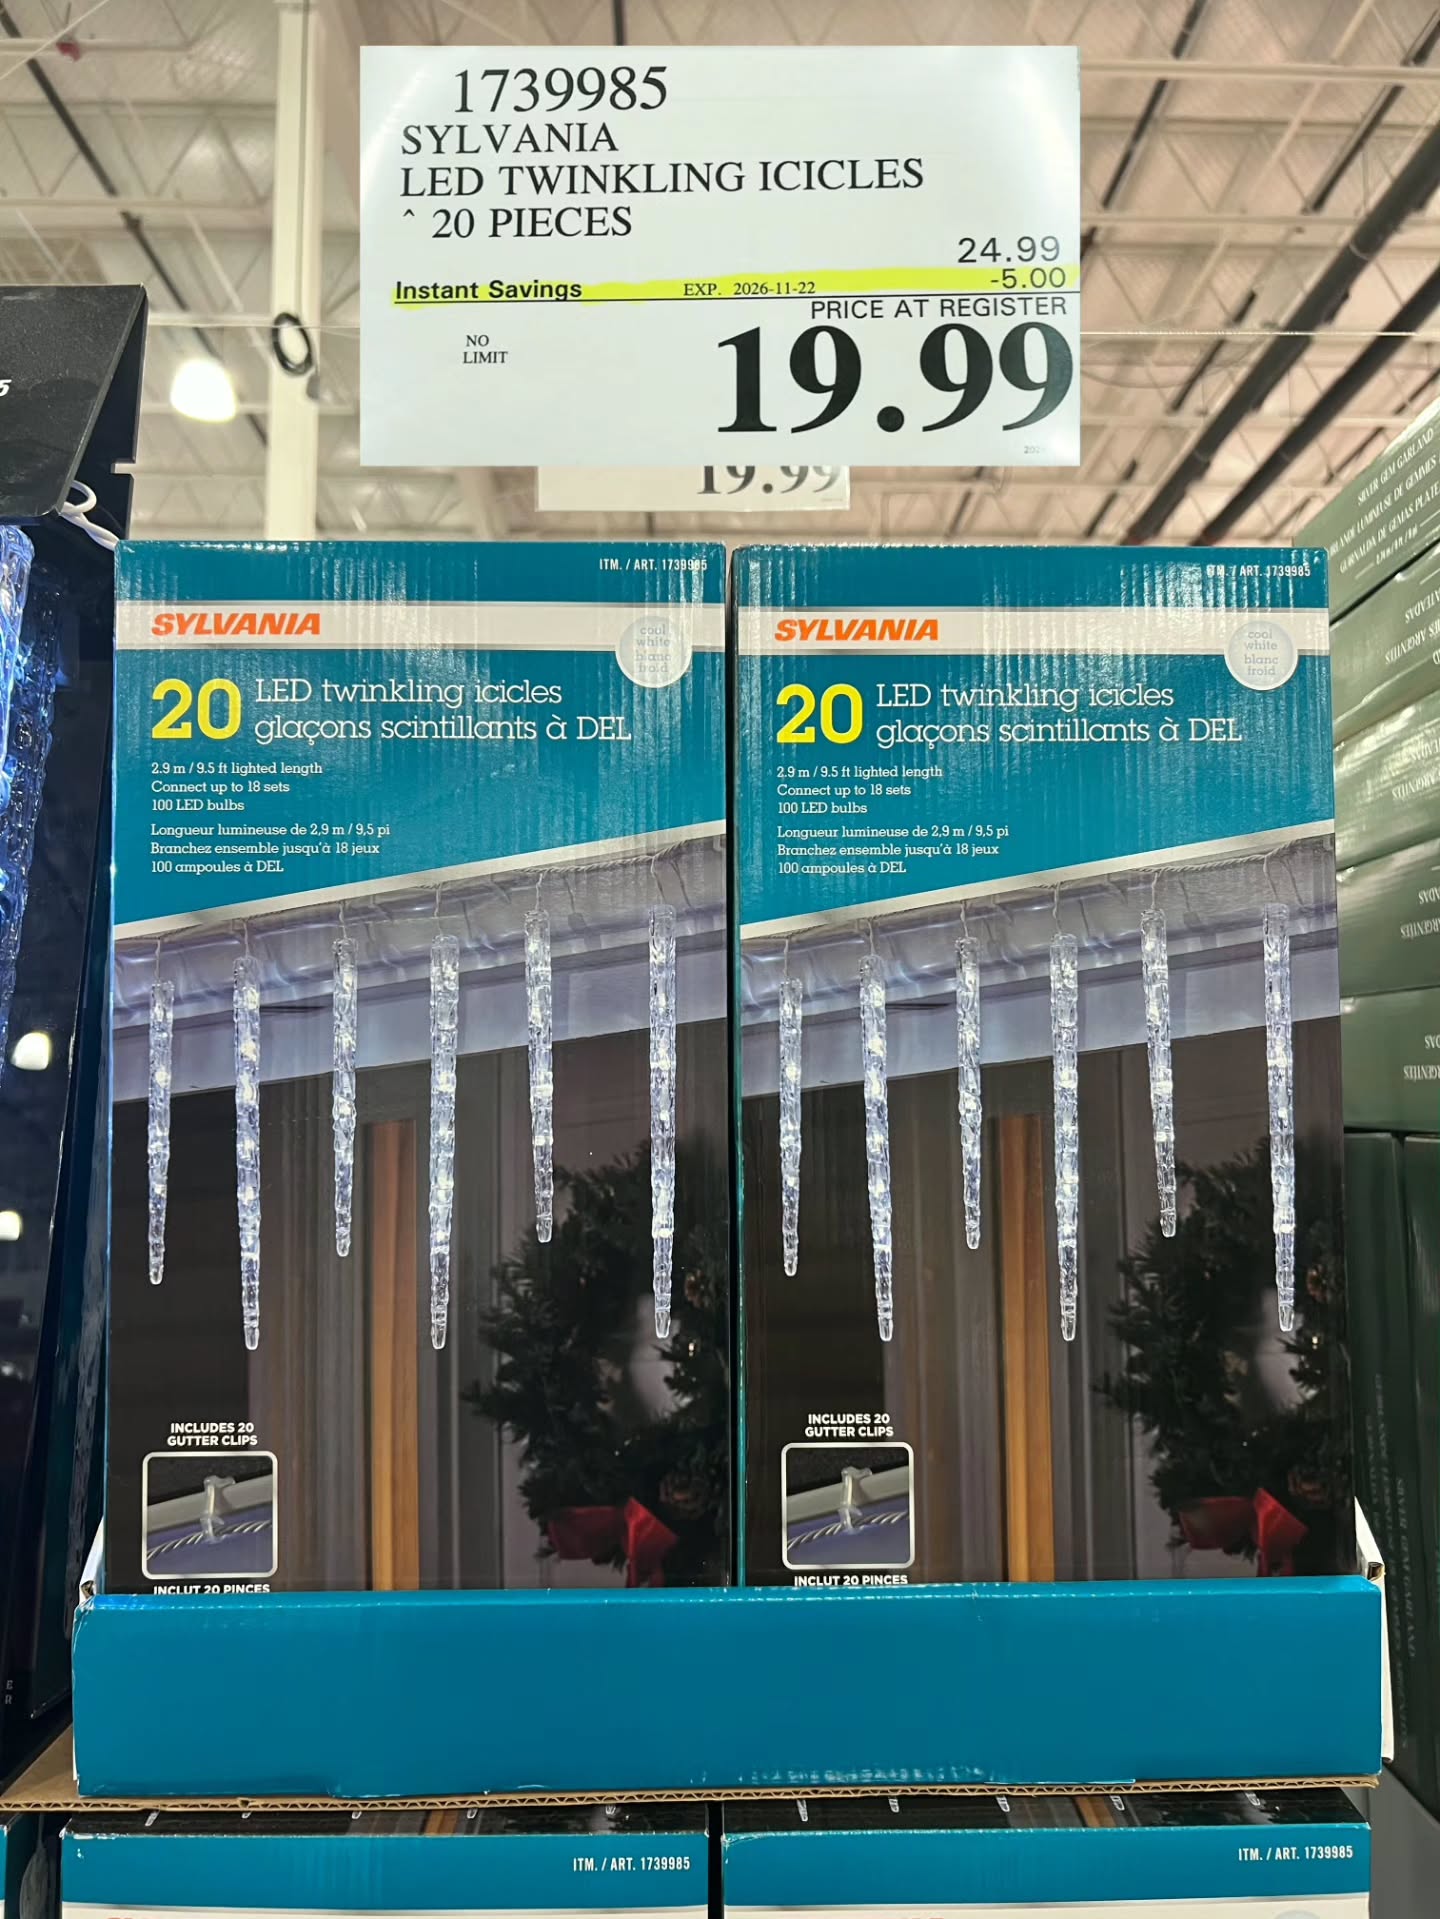 1739985
SYLVANIA
LED TWINKLING ICICLES
^ 20 PIECES
24.99
Instant Savings EXP. 2026-11-22 -5.00
PRICE AT REGISTER
NO
LIMIT
19.99
19.99
ITM. / ART. 1739985
SYLVANIA
cool
white
blanc
froid
20 LED twinkling icicles
glaçons scintillants à DEL
2.9 m / 9.5 ft lighted length
Connect up to 18 sets
100 LED bulbs
Longueur lumineuse de 2,9 m / 9,5 pi
Branchez ensemble jusqu'à 18 jeux
100 ampoules à DEL
INCLUDES 20
GUTTER CLIPS
INCLUT 20 PINCES
ITM. / ART. 1739985
SYLVANIA
cool
white
blanc
froid
20 LED twinkling icicles
glaçons scintillants à DEL
2.9 m / 9.5 ft lighted length
Connect up to 18 sets
100 LED bulbs
Longueur lumineuse de 2,9 m / 9,5 pi
Branchez ensemble jusqu'à 18 jeux
100 ampoules à DEL
INCLUDES 20
GUTTER CLIPS
INCLUT 20 PINCES
SILVER GEM GARLAND
ITM. / ART. 1739985
ITM. / ART. 1739985